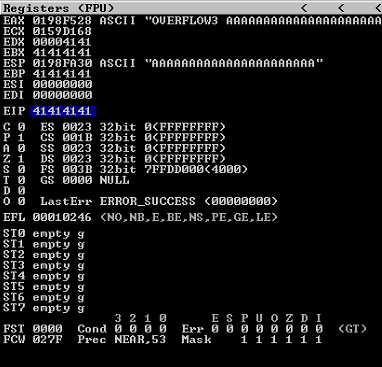 Registers (FPU) < < <
EAX 0198F528 ASCII "OVERFLOW3 AAAAAAAAAAAAAAAAAAAAA
ECX 0159D168
EDX 00004141
EBX 41414141
ESP 0198FA30 ASCII "AAAAAAAAAAAAAAAAAAAAAA"
EBP 41414141
ESI 00000000
EDI 00000000
EIP 41414141
C 0 ES 0023 32bit 0(FFFFFFFF)
P 1 CS 001B 32bit 0(FFFFFFFF)
A 0 SS 0023 32bit 0(FFFFFFFF)
Z 1 DS 0023 32bit 0(FFFFFFFF)
S 0 FS 003B 32bit 7FFDD000(4000)
T 0 GS 0000 NULL
D 0
O 0 LastErr ERROR_SUCCESS (00000000)
EFL 00010246 (NO,NB,E,BE,NS,PE,GE,LE)
ST0 empty g
ST1 empty g
ST2 empty g
ST3 empty g
ST4 empty g
ST5 empty g
ST6 empty g
ST7 empty g
3 2 1 0 E S P U O Z D I
FST 0000 Cond 0 0 0 0 Err 0 0 0 0 0 0 0 0 (GT)
FCW 027F Prec NEAR,53 Mask 1 1 1 1 1 1